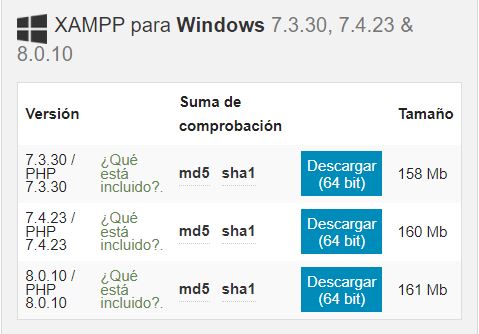 XAMPP para Windows 7.3.30, 7.4.23 &
8.0.10
Versión Suma de comprobación Tamaño
7.3.30 / PHP 7.3.30 ¿Qué está incluido?. md5 sha1 Descargar (64 bit) 158 Mb
7.4.23 / PHP 7.4.23 ¿Qué está incluido?. md5 sha1 Descargar (64 bit) 160 Mb
8.0.10 / PHP 8.0.10 ¿Qué está incluido?. md5 sha1 Descargar (64 bit) 161 Mb